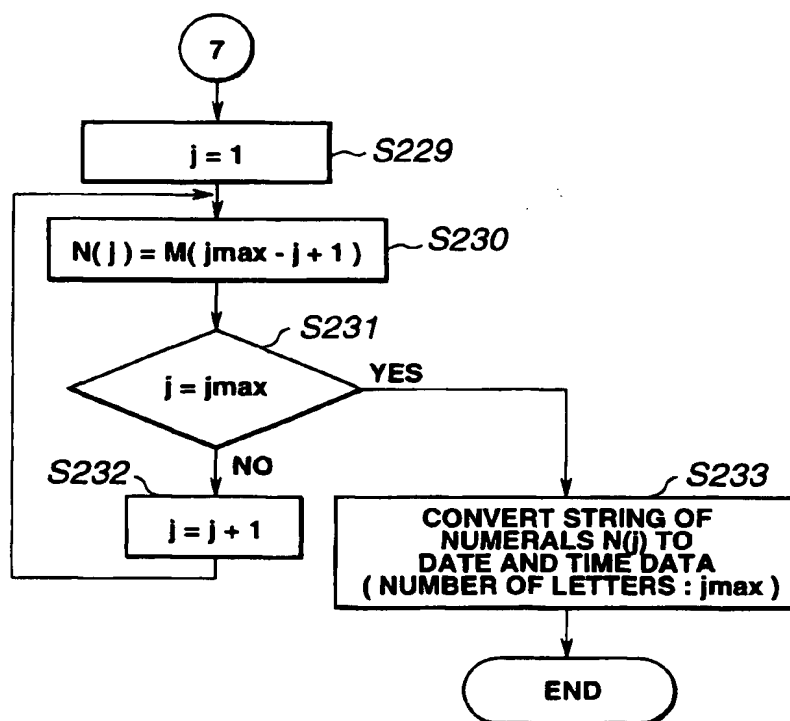 7
j = 1
S229
N( j ) = M( jmax - j + 1 )
S230
S231
j = jmax
YES
NO
S232
j = j + 1
S233
CONVERT STRING OF
NUMERALS N(j) TO
DATE AND TIME DATA
( NUMBER OF LETTERS : jmax )
END